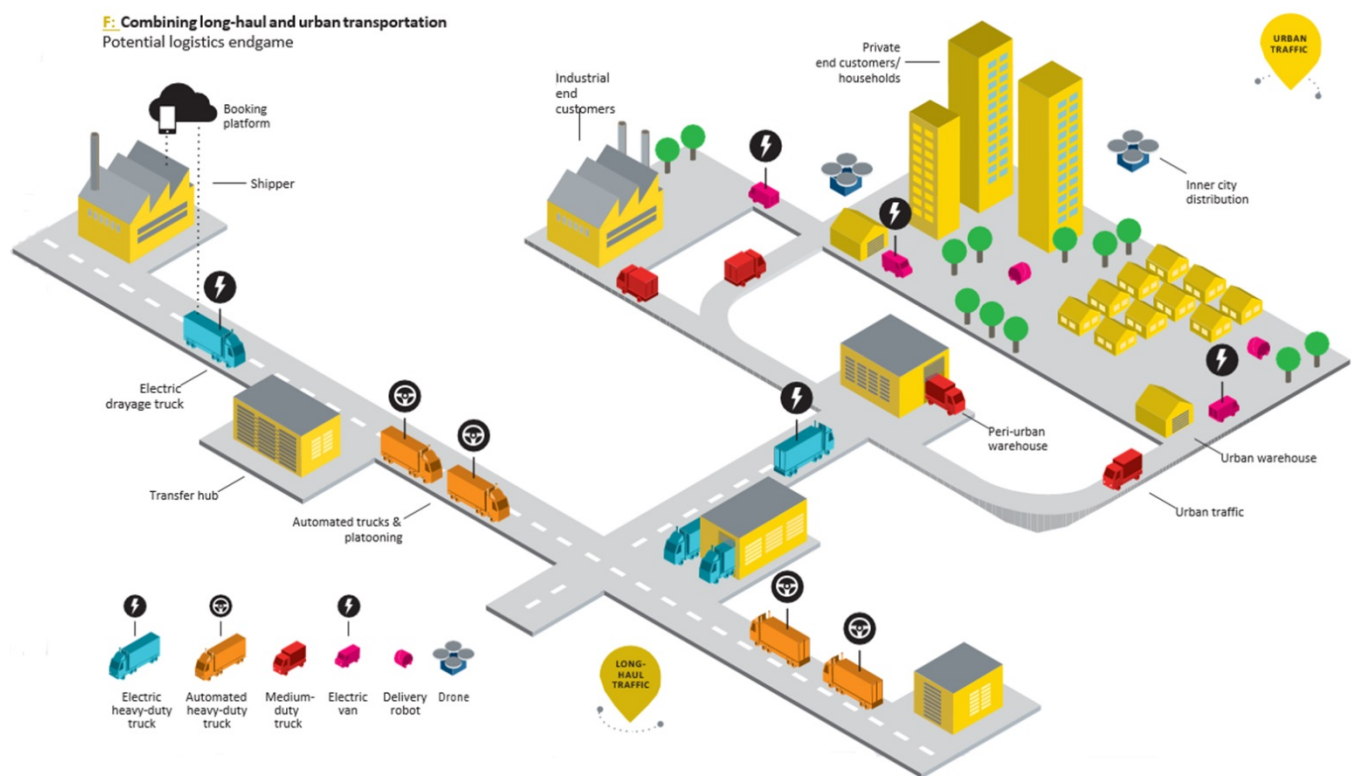 F: Combining long-haul and urban transportation
Potential logistics endgame
URBAN
TRAFFIC
Private
end customers/
households
Industrial
end
customers
Booking
platform
Shipper
Inner city
distribution
Electric
drayage truck
Peri-urban
warehouse
Urban warehouse
Transfer hub
Automated trucks &
platooning
Urban traffic
LONG-
HAUL
TRAFFIC
Electric
heavy-duty
truck
Automated
heavy-duty
truck
Medium-
duty
truck
Electric
van
Delivery
robot
Drone